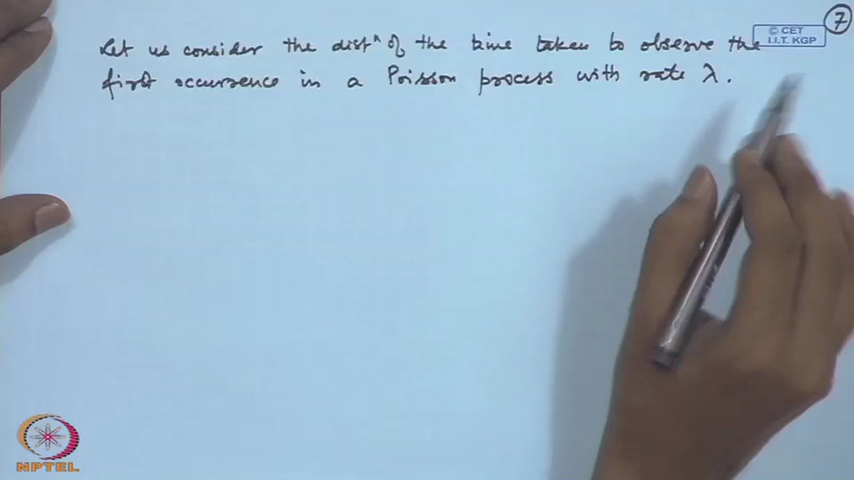 Let us consider the distⁿ of the time taken to observe the
first occurrence in a Poisson process with rate λ.
© CET
I.I.T. KGP
7
NPTEL